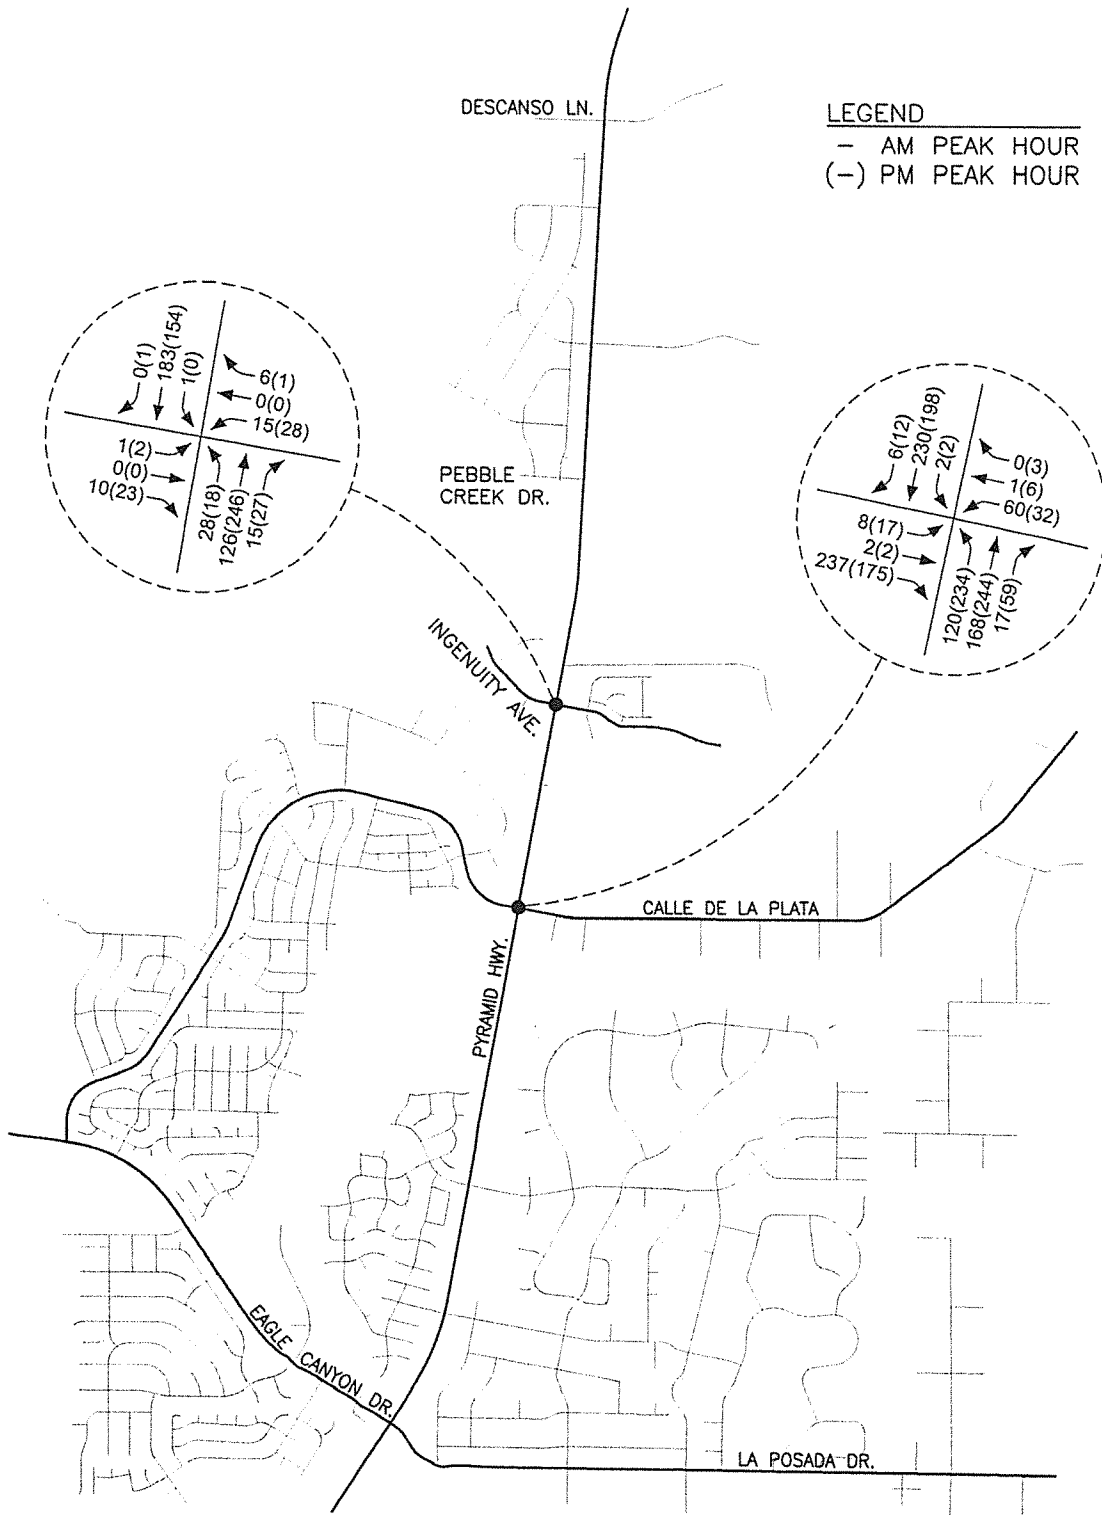 DESCANSO LN.
LEGEND
– AM PEAK HOUR
(–) PM PEAK HOUR
0(1)
183(154)
1(0)
6(1)
0(0)
15(28)
1(2)
0(0)
10(23)
28(18)
126(246)
15(27)
PEBBLE
CREEK DR.
6(12)
230(198)
2(2)
0(3)
1(6)
60(32)
8(17)
2(2)
237(175)
120(234)
168(244)
17(59)
INGENUITY AVE.
CALLE DE LA PLATA
PYRAMID HWY.
EAGLE CANYON DR.
LA POSADA DR.